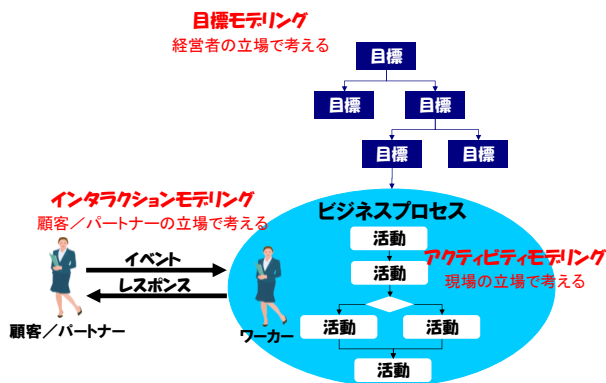 目標モデリング
経営者の立場で考える
目標
目標
目標
目標
目標
インタラクションモデリング
顧客／パートナーの立場で考える
ビジネスプロセス
活動
アクティビティモデリング
現場の立場で考える
イベント
活動
レスポンス
顧客／パートナー
ワーカー
活動
活動
活動